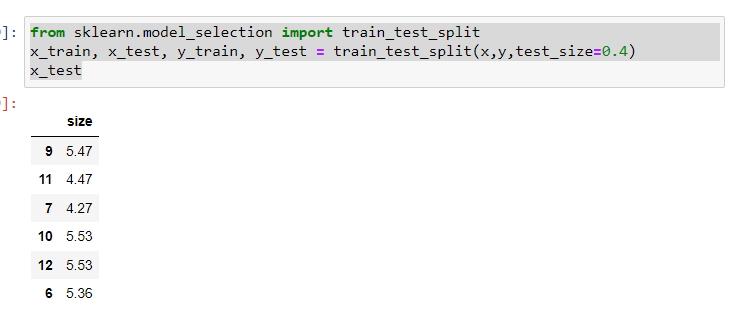 ]: from sklearn.model_selection import train_test_split
x_train, x_test, y_train, y_test = train_test_split(x,y,test_size=0.4)
x_test
]:
size
9 5.47
11 4.47
7 4.27
10 5.53
12 5.53
6 5.36